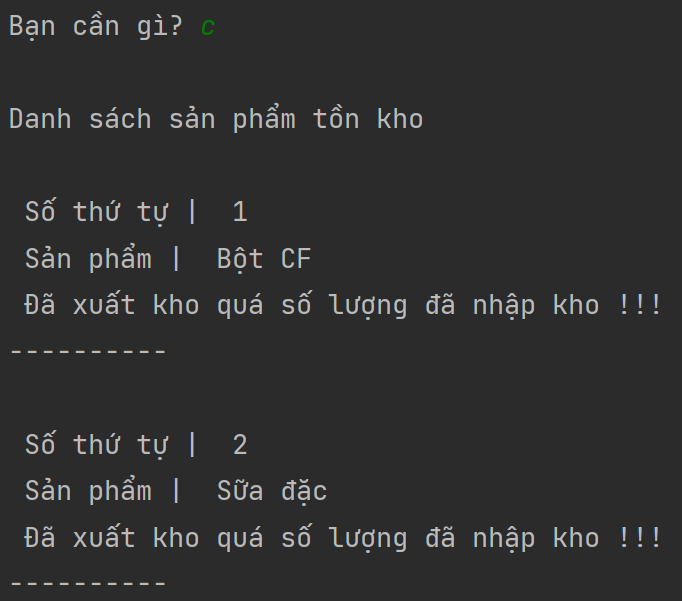 Bạn cần gì? c
Danh sách sản phẩm tồn kho
Số thứ tự |  1
Sản phẩm |  Bột CF
Đã xuất kho quá số lượng đã nhập kho !!!
----------
Số thứ tự |  2
Sản phẩm |  Sữa đặc
Đã xuất kho quá số lượng đã nhập kho !!!
----------